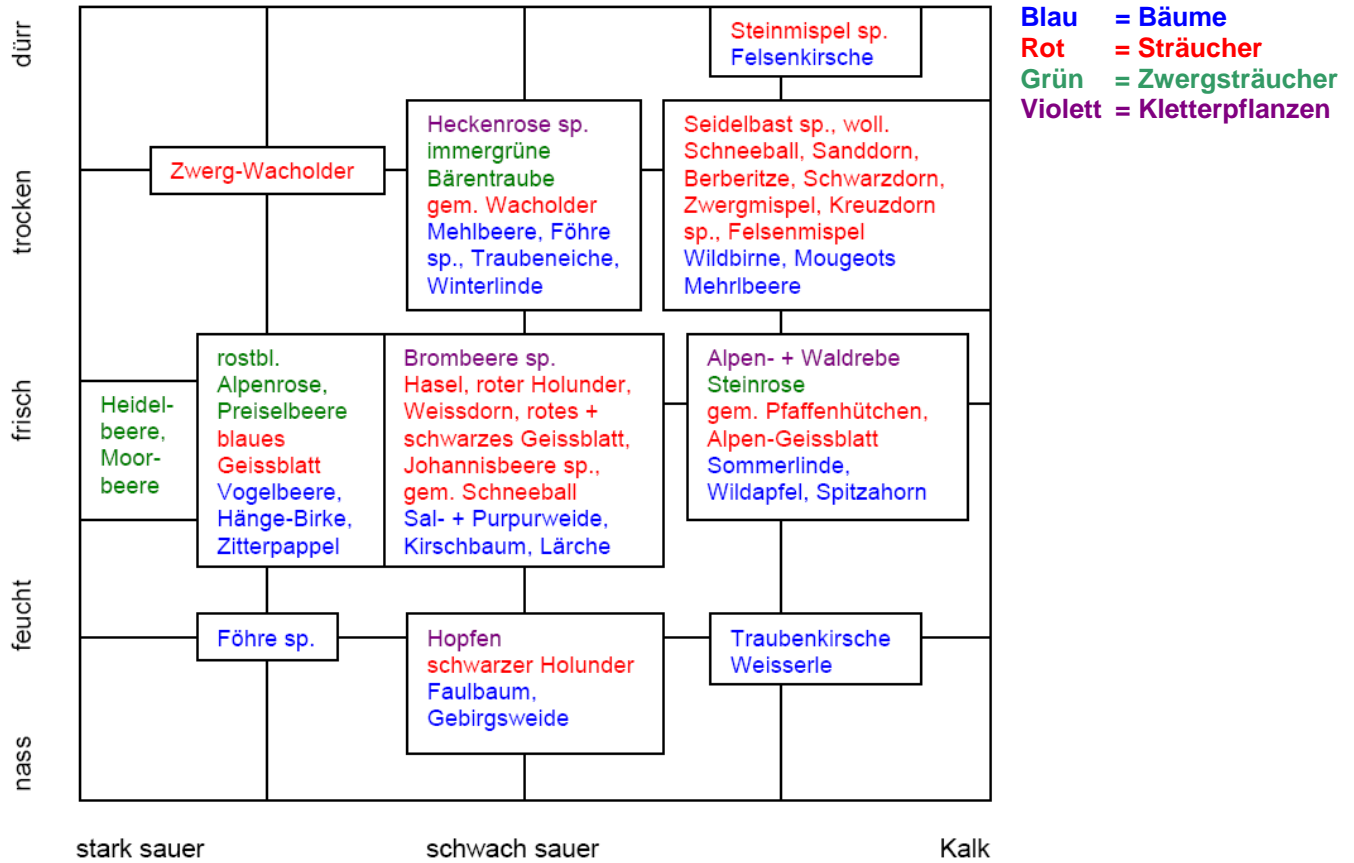 dürr
trocken
frisch
feucht
nass
Steinmispel sp.
Felsenkirsche
Zwerg-Wacholder
Heckenrose sp.
immergrüne
Bärentraube
gem. Wacholder
Mehlbeere, Föhre
sp., Traubeneiche,
Winterlinde
Seidelbast sp., woll.
Schneeball, Sanddorn,
Berberitze, Schwarzdorn,
Zwergmispel, Kreuzdorn
sp., Felsenmispel
Wildbirne, Mougeots
Mehrlbeere
Heidel-
beere,
Moor-
beere
rostbl.
Alpenrose,
Preiselbeere
blaues
Geissblatt
Vogelbeere,
Hänge-Birke,
Zitterpappel
Brombeere sp.
Hasel, roter Holunder,
Weissdorn, rotes +
schwarzes Geissblatt,
Johannisbeere sp.,
gem. Schneeball
Sal- + Purpurweide,
Kirschbaum, Lärche
Alpen- + Waldrebe
Steinrose
gem. Pfaffenhütchen,
Alpen-Geissblatt
Sommerlinde,
Wildapfel, Spitzahorn
Föhre sp.
Hopfen
schwarzer Holunder
Faulbaum,
Gebirgsweide
Traubenkirsche
Weisserle
stark sauer
schwach sauer
Kalk
Blau = Bäume
Rot = Sträucher
Grün = Zwergsträucher
Violett = Kletterpflanzen